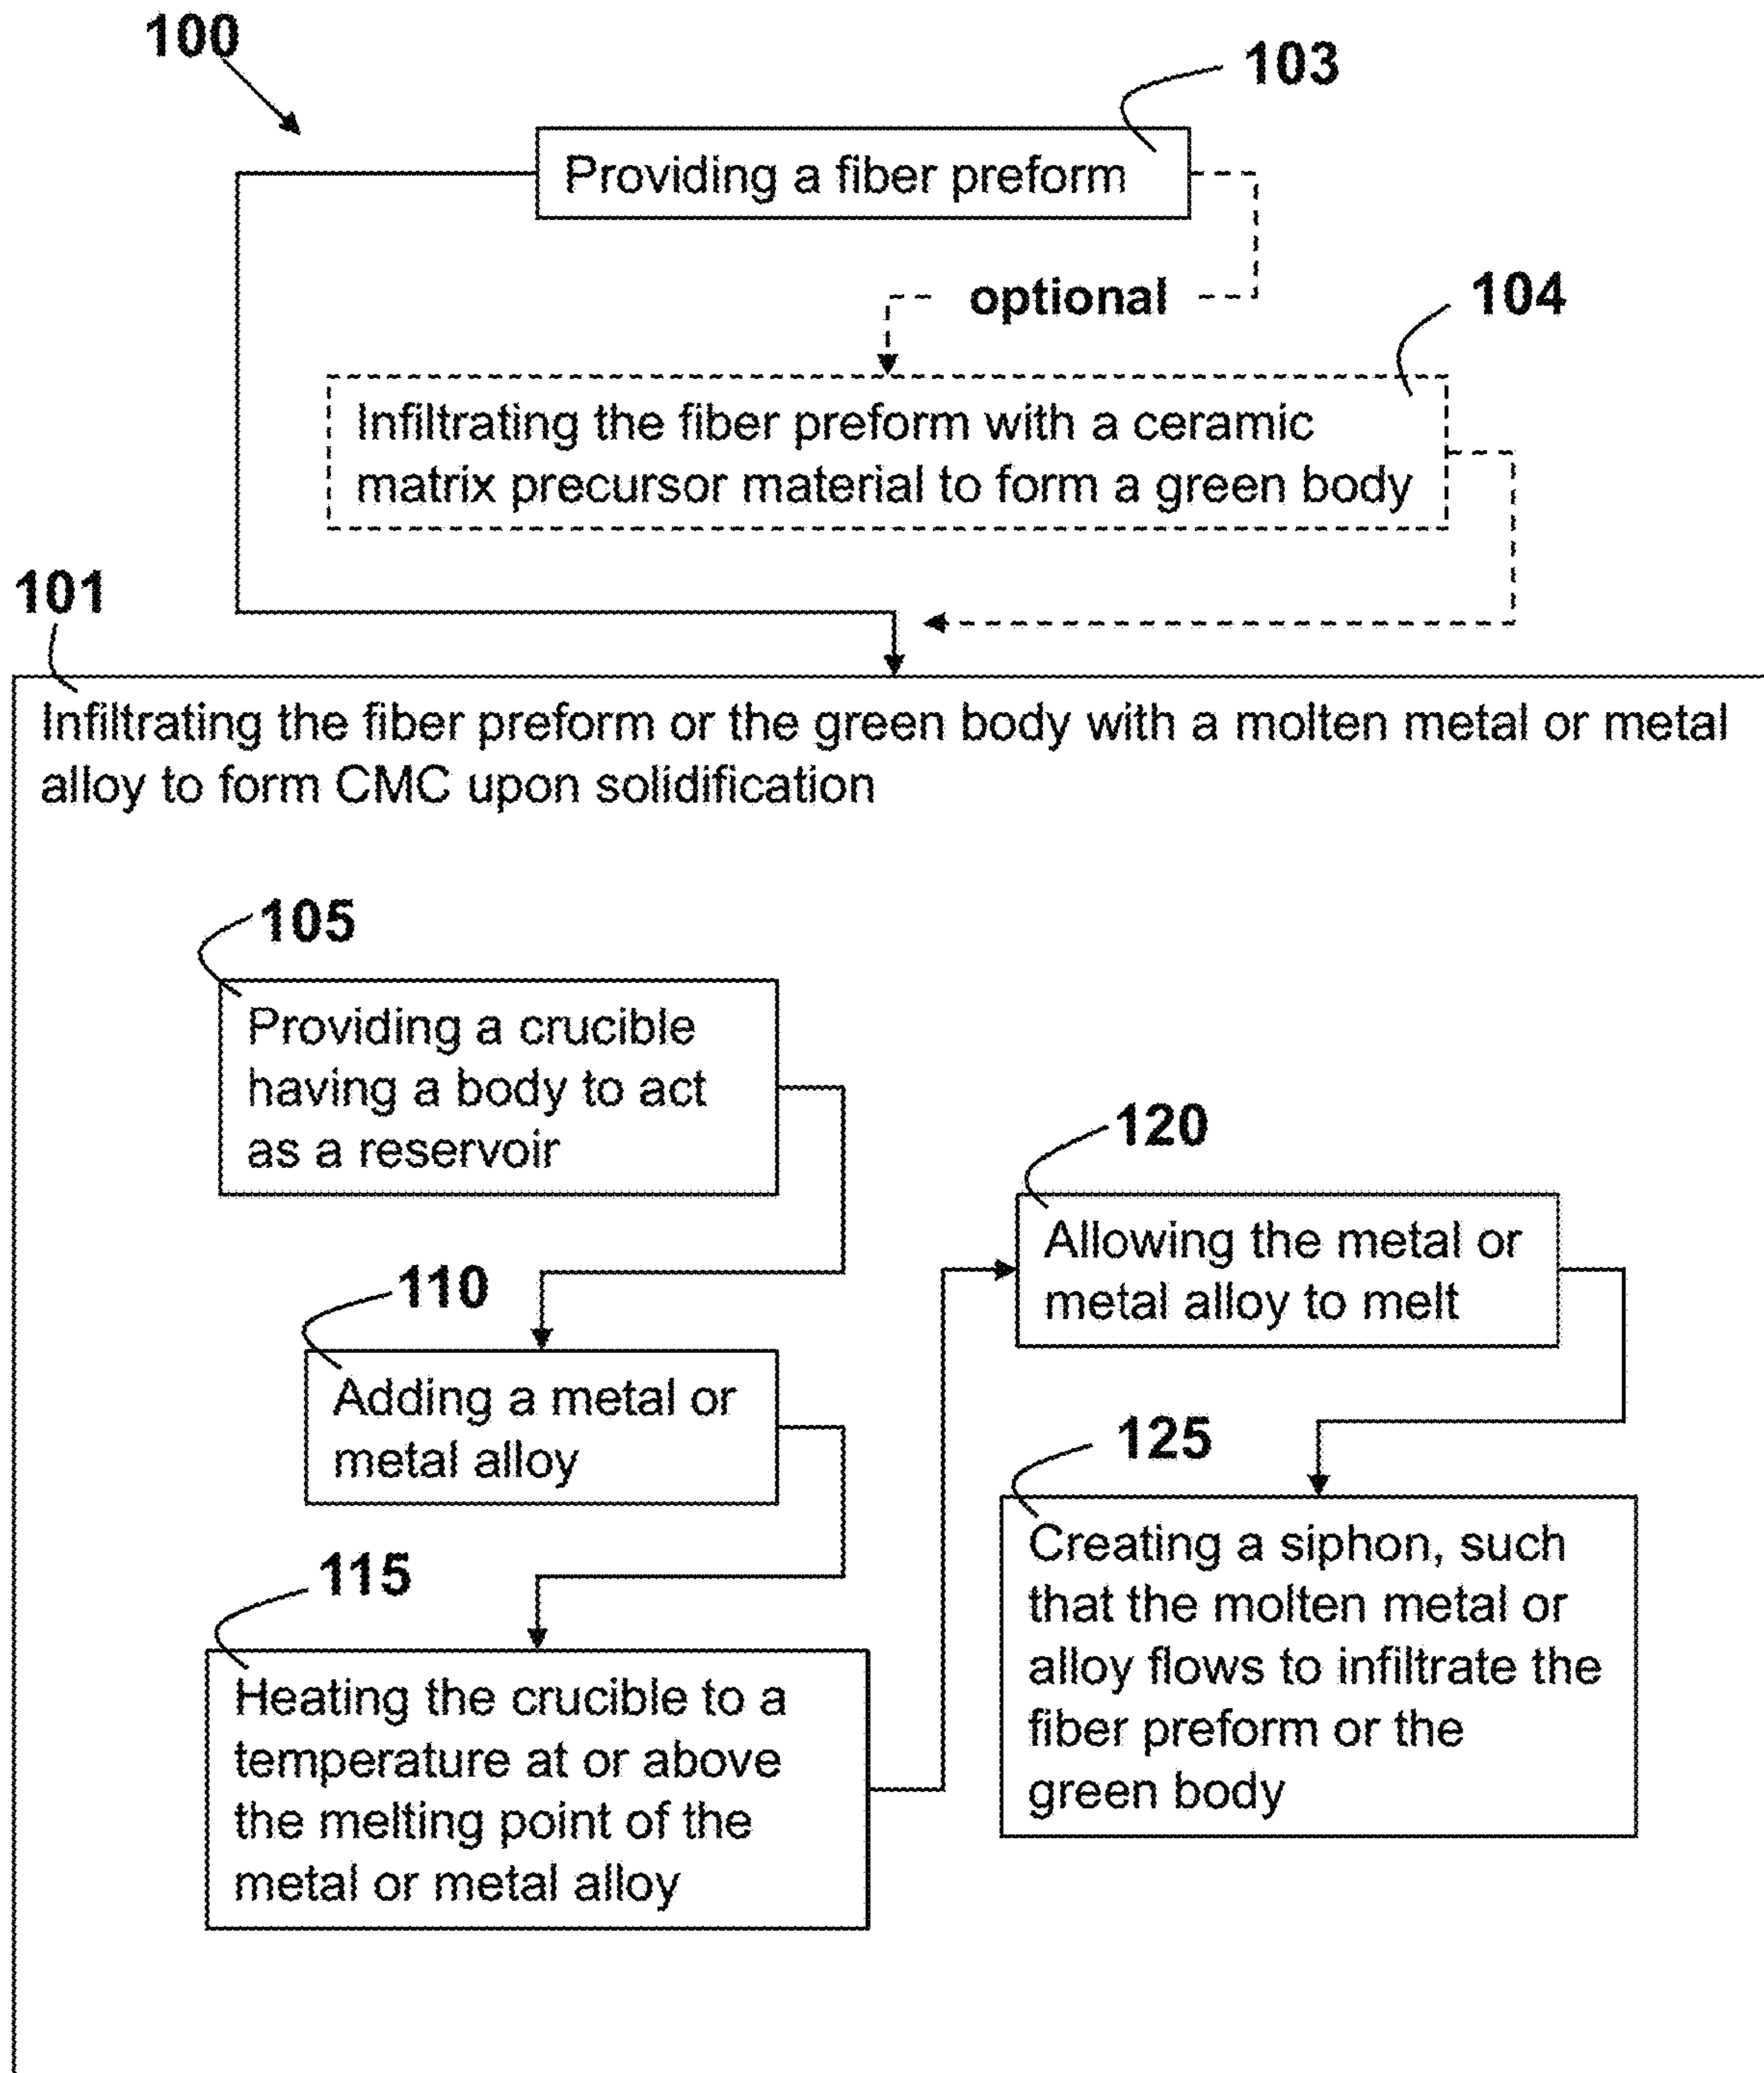 100
103
Providing a fiber preform
optional
104
Infiltrating the fiber preform with a ceramic
matrix precursor material to form a green body
101
Infiltrating the fiber preform or the green body with a molten metal or metal
alloy to form CMC upon solidification
105
Providing a crucible
having a body to act
as a reservoir
110
Adding a metal or
metal alloy
115
Heating the crucible to a
temperature at or above
the melting point of the
metal or metal alloy
120
Allowing the metal or
metal alloy to melt
125
Creating a siphon, such
that the molten metal or
alloy flows to infiltrate the
fiber preform or the
green body